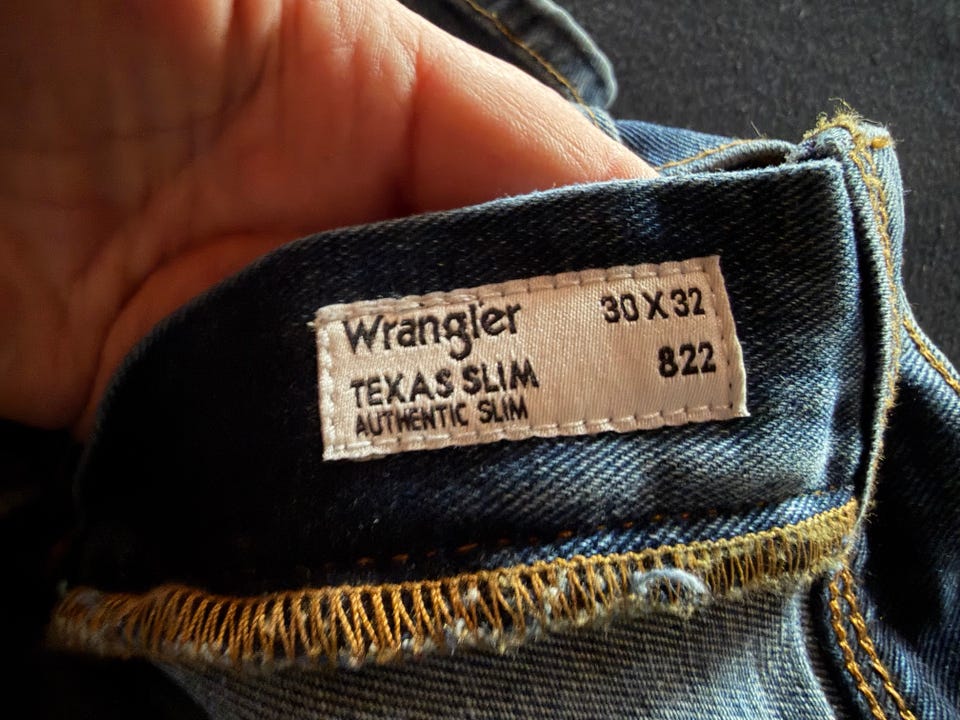 Wrangler 30 X 32
TEXAS SLIM 822
AUTHENTIC SLIM